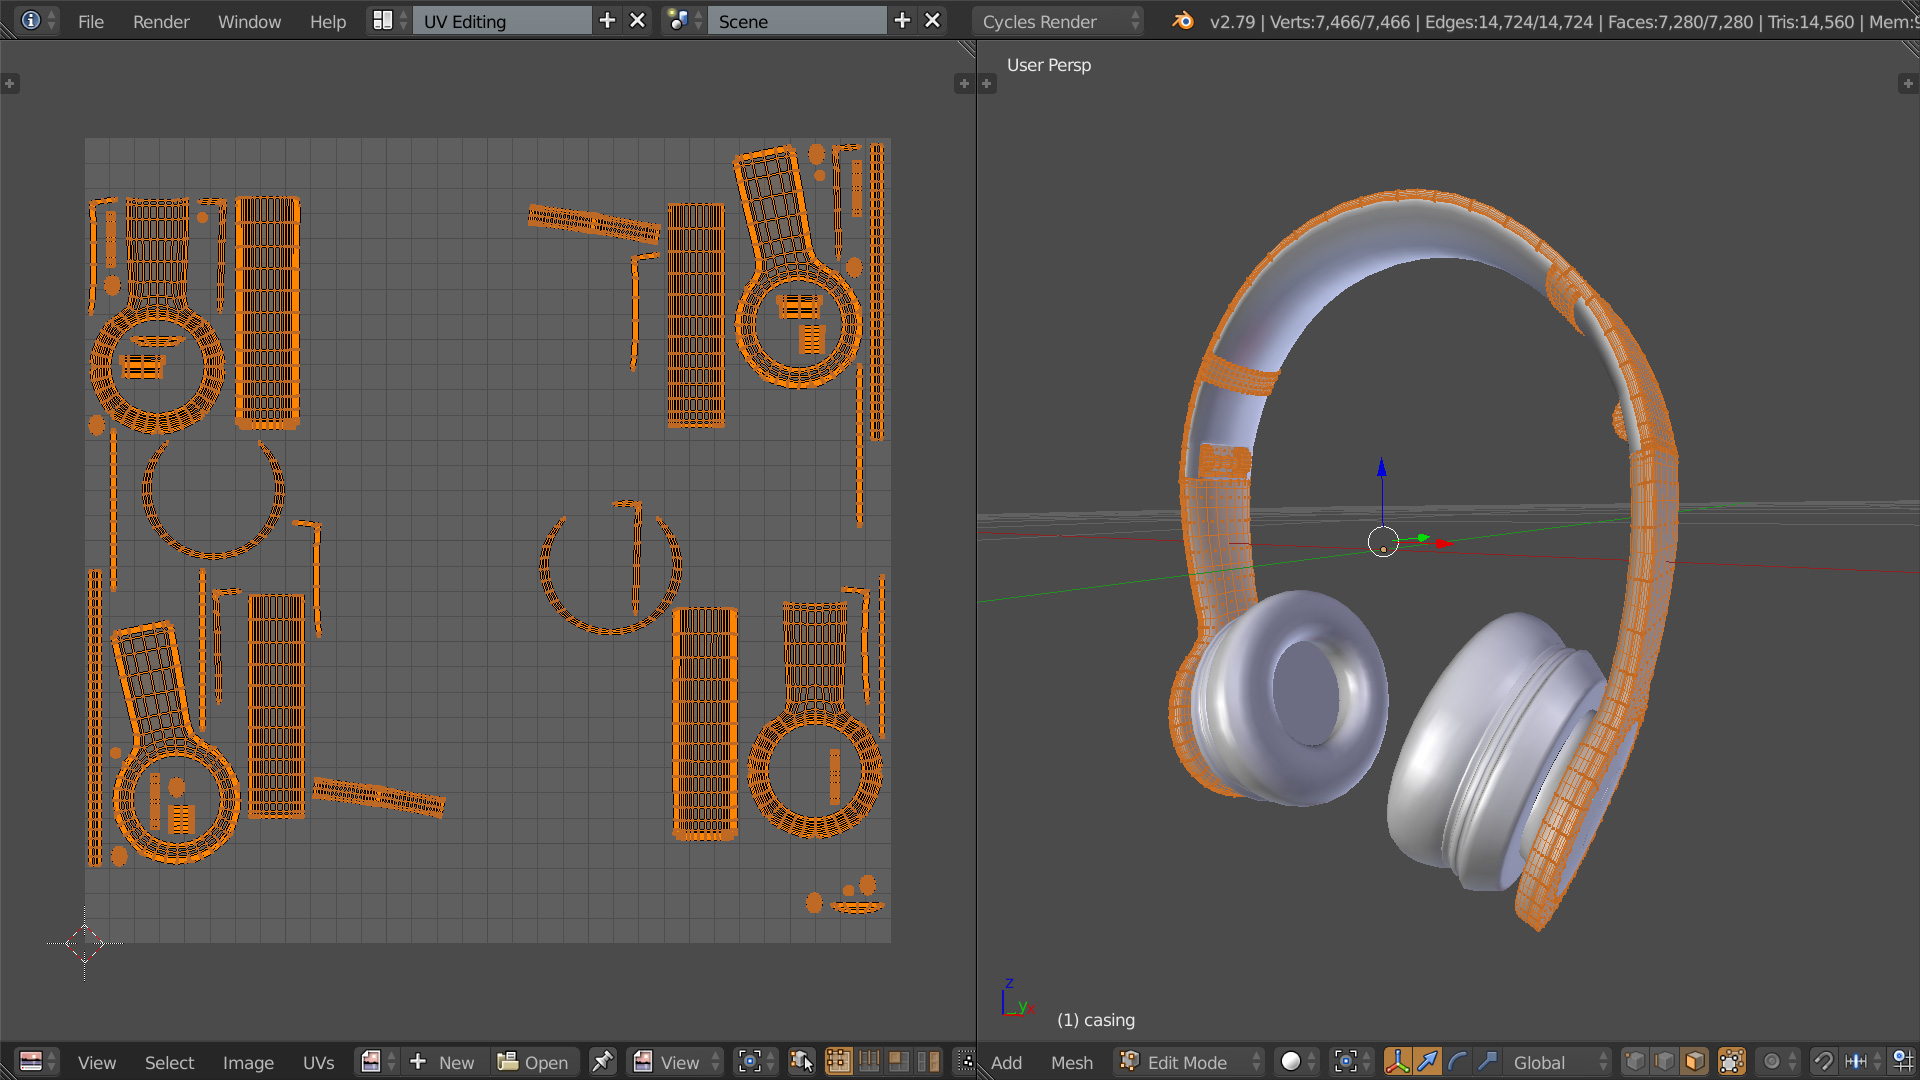 File Render Window Help UV Editing Scene Cycles Render v2.79 | Verts:7,466/7,466 | Edges:14,724/14,724 | Faces:7,280/7,280 | Tris:14,560 | Mem:
User Persp
z
y x
(1) casing
View Select Image UVs New Open View Add Mesh Edit Mode Global